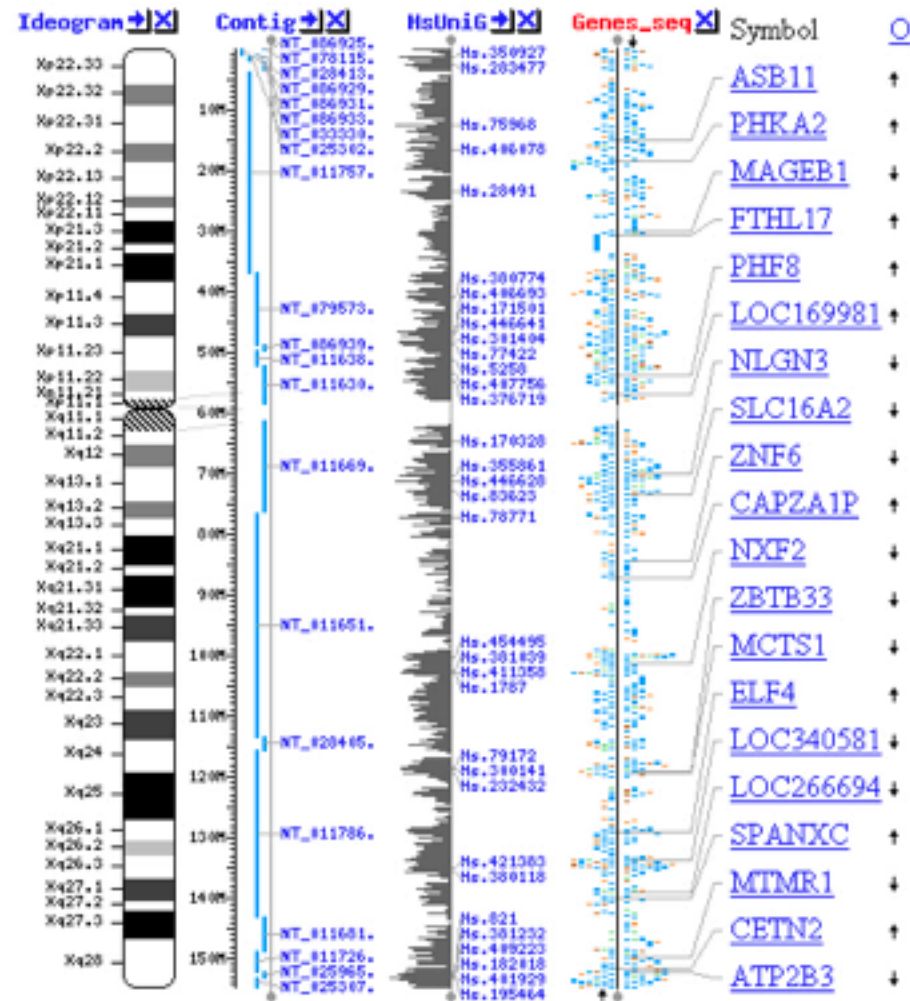 Ideogram
Contig
HsUniG
Genes_seq
Symbol
O
Xp22.33
Xp22.32
Xp22.31
Xp22.2
Xp22.13
Xp22.12
Xp22.11
Xp21.3
Xp21.2
Xp21.1
Xp11.4
Xp11.3
Xp11.23
Xp11.22
Xp11.21
Xp11.1
Xq11.1
Xq11.2
Xq12
Xq13.1
Xq13.2
Xq13.3
Xq21.1
Xq21.2
Xq21.31
Xq21.32
Xq21.33
Xq22.1
Xq22.2
Xq22.3
Xq23
Xq24
Xq25
Xq26.1
Xq26.2
Xq26.3
Xq27.1
Xq27.2
Xq27.3
Xq28
10M
20M
30M
40M
50M
60M
70M
80M
90M
100M
110M
120M
130M
140M
150M
NT_086925.
NT_078115.
NT_028413.
NT_086929.
NT_086931.
NT_086933.
NT_033330.
NT_025302.
NT_011757.
NT_079573.
NT_086939.
NT_011638.
NT_011630.
NT_011669.
NT_011651.
NT_028405.
NT_011786.
NT_011681.
NT_011726.
NT_025965.
NT_025307.
Hs.350927
Hs.283477
Hs.75968
Hs.406078
Hs.28491
Hs.380774
Hs.406693
Hs.171501
Hs.446641
Hs.301404
Hs.77422
Hs.5258
Hs.407756
Hs.376719
Hs.170328
Hs.355861
Hs.446628
Hs.83623
Hs.78771
Hs.454495
Hs.381039
Hs.411358
Hs.1787
Hs.79172
Hs.300141
Hs.232432
Hs.421383
Hs.380118
Hs.821
Hs.381232
Hs.409223
Hs.182018
Hs.401929
Hs.195464
ASB11
PHKA2
MAGEB1
FTHL17
PHF8
LOC169981
NLGN3
SLC16A2
ZNF6
CAPZA1P
NXF2
ZBTB33
MCTS1
ELF4
LOC340581
LOC266694
SPANXC
MTMR1
CETN2
ATP2B3